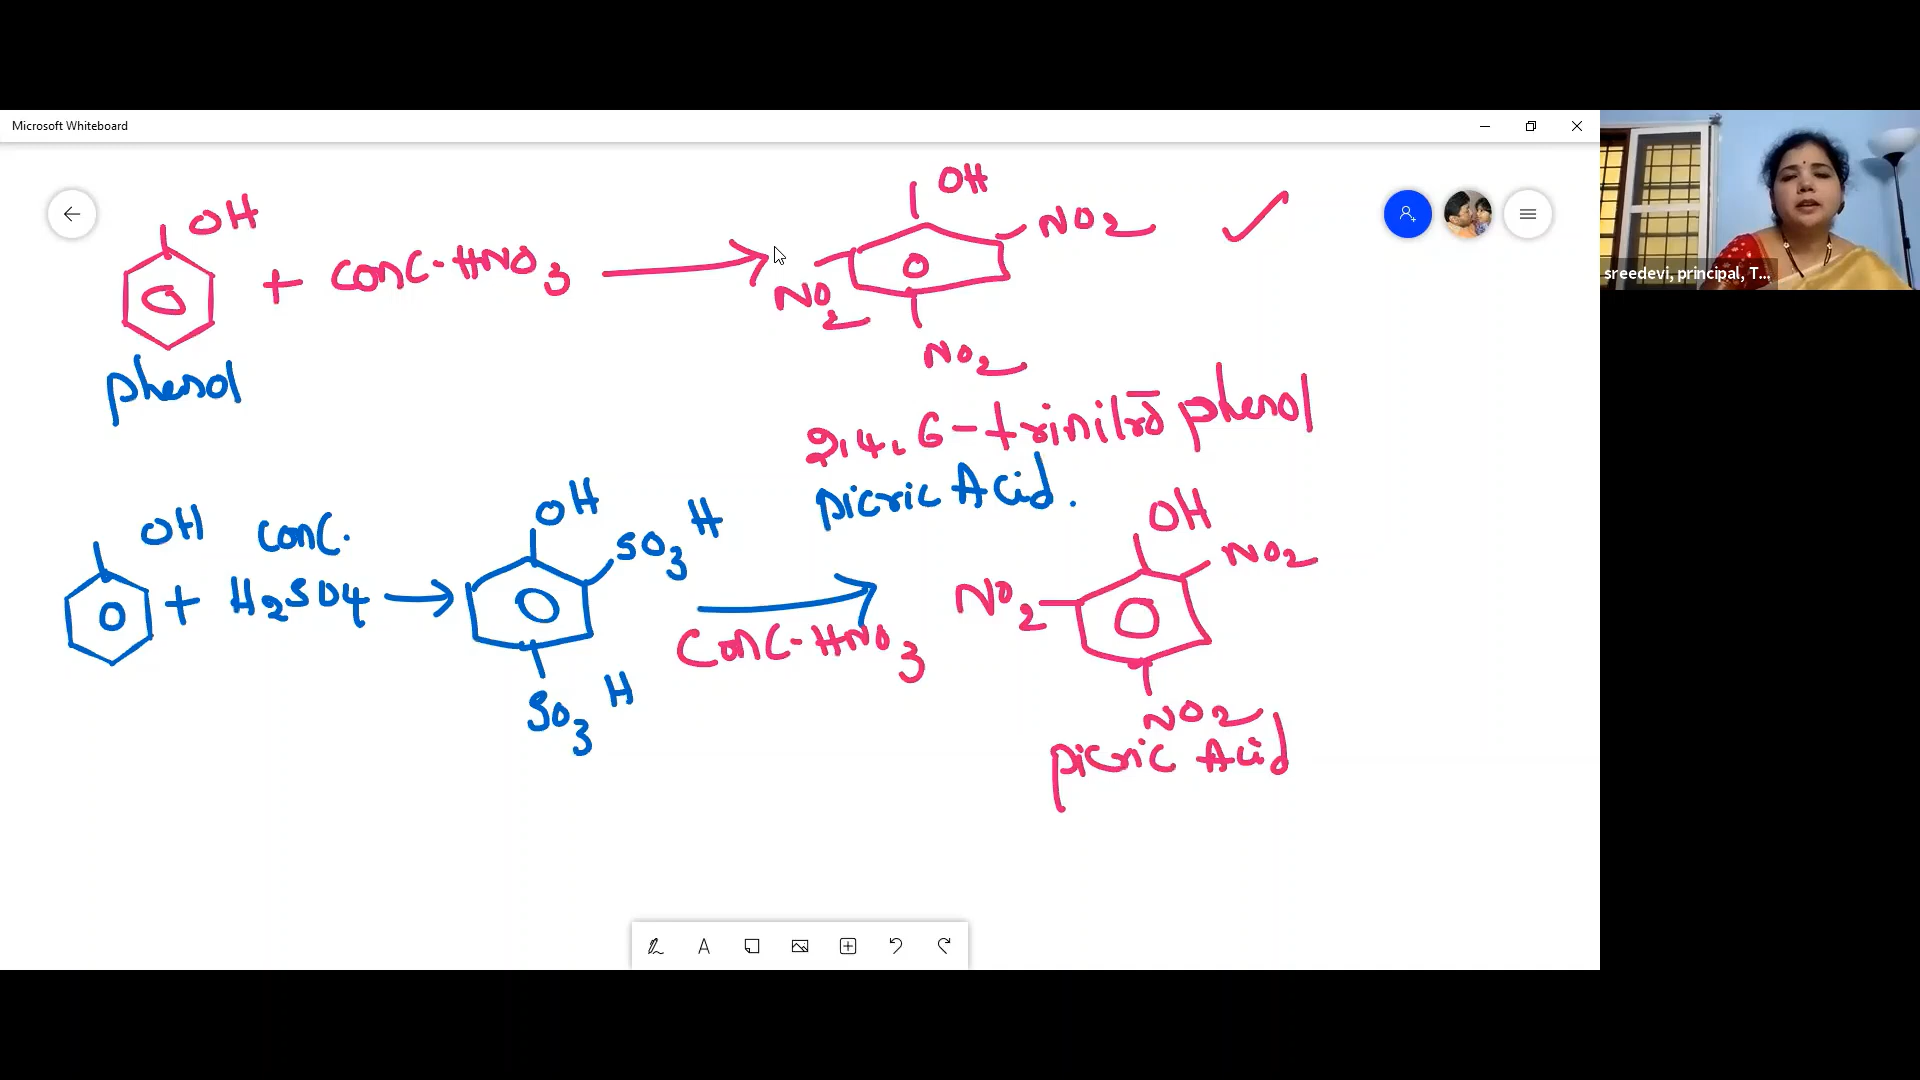 Microsoft Whiteboard
OH
+ conc-HNO3
OH
NO2
NO2
NO2
phenol
2,4,6-trinitro phenol
picric Acid.
OH
conc.
+ H2SO4
OH
SO3H
SO3H
conc-HNO3
OH
NO2
NO2
NO2
picric Acid
A
sreedevi, principal, T...